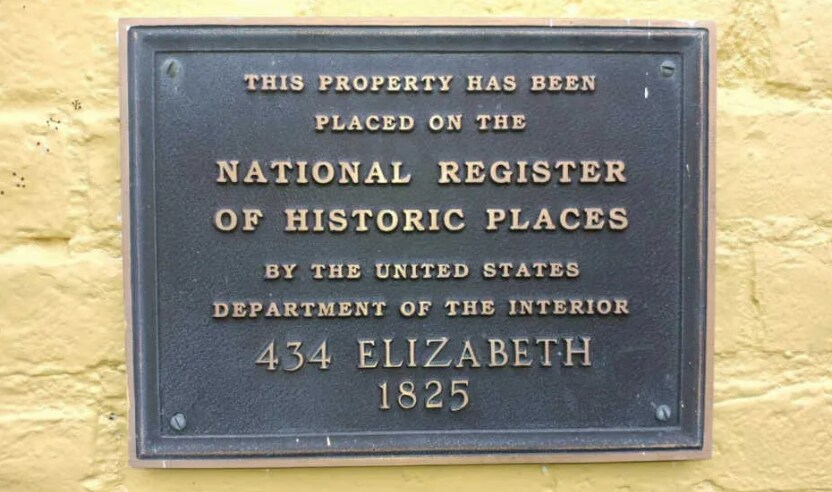 THIS PROPERTY HAS BEEN
PLACED ON THE
NATIONAL REGISTER
OF HISTORIC PLACES
BY THE UNITED STATES
DEPARTMENT OF THE INTERIOR
434 ELIZABETH
1825